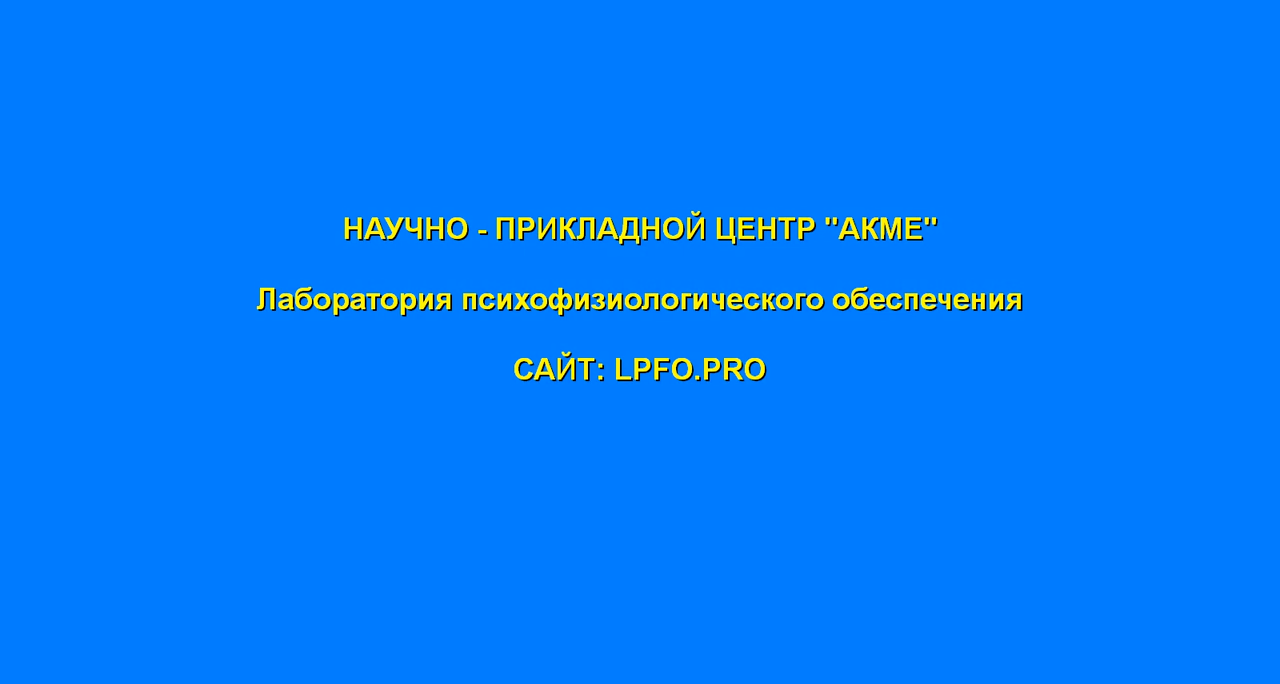 НАУЧНО - ПРИКЛАДНОЙ ЦЕНТР "АКМЕ"
Лаборатория психофизиологического обеспечения
САЙТ: LPFO.PRO